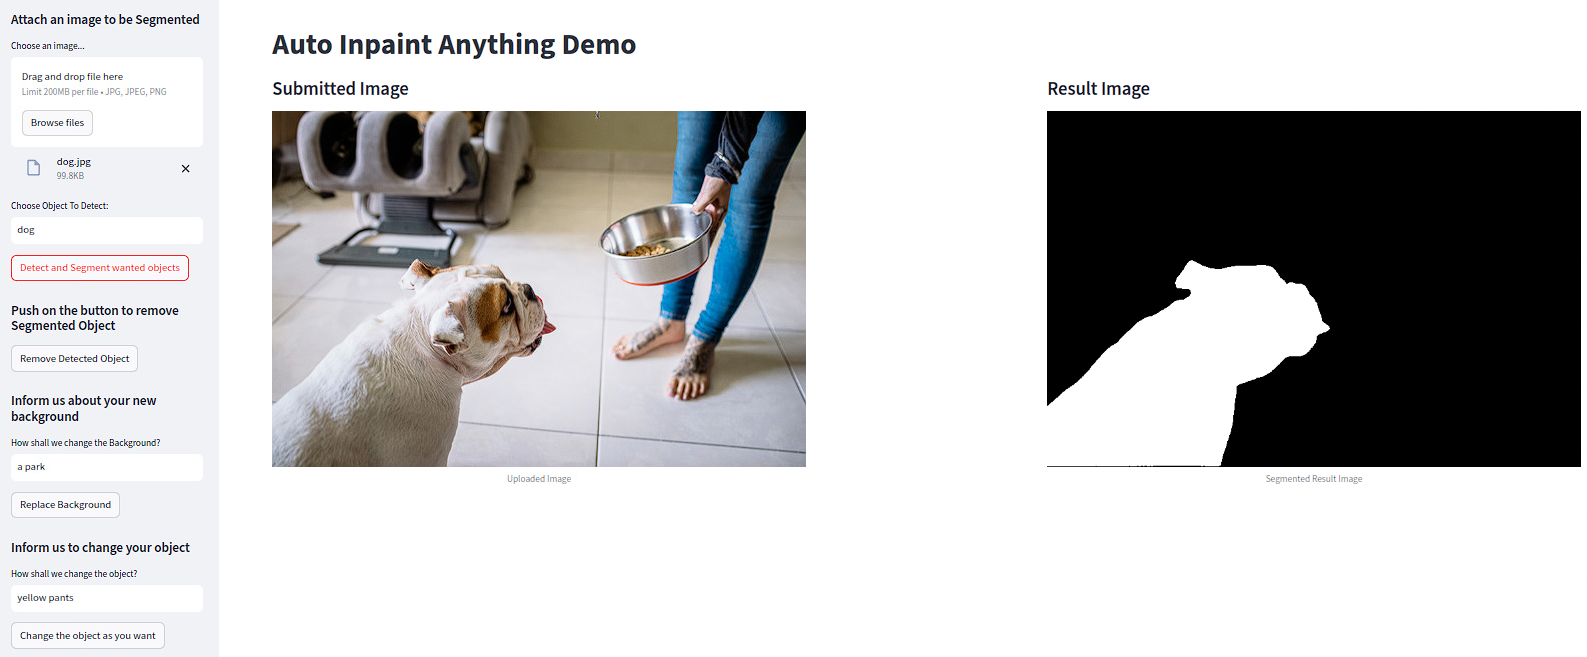 Attach an image to be Segmented
Choose an image...
Drag and drop file here
Limit 200MB per file • JPG, JPEG, PNG
Browse files
dog.jpg
99.8KB
Choose Object To Detect:
dog
Detect and Segment wanted objects
Push on the button to remove
Segmented Object
Remove Detected Object
Inform us about your new
background
How shall we change the Background?
a park
Replace Background
Inform us to change your object
How shall we change the object?
yellow pants
Change the object as you want
Auto Inpaint Anything Demo
Submitted Image
Uploaded Image
Result Image
Segmented Result Image